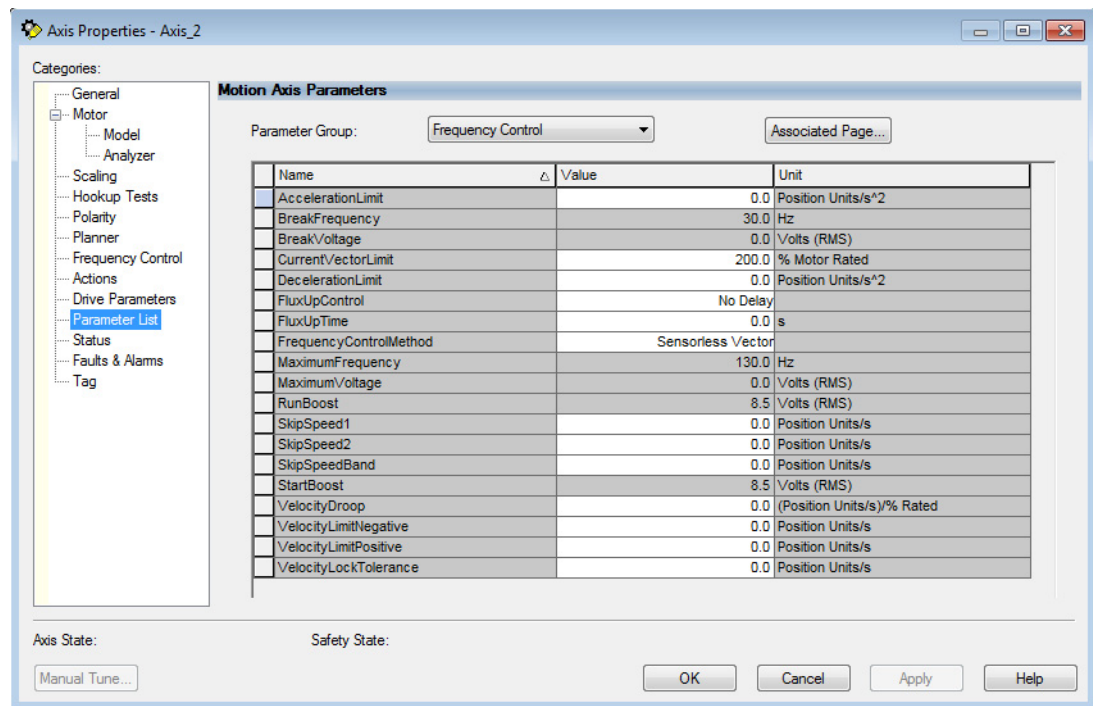 Axis Properties - Axis_2
Categories:
General
Motor
Model
Analyzer
Scaling
Hookup Tests
Polarity
Planner
Frequency Control
Actions
Drive Parameters
Parameter List
Status
Faults & Alarms
Tag
Motion Axis Parameters
Parameter Group: Frequency Control Associated Page...
Name Value Unit
AccelerationLimit 0.0 Position Units/s^2
BreakFrequency 30.0 Hz
BreakVoltage 0.0 Volts (RMS)
CurrentVectorLimit 200.0 % Motor Rated
DecelerationLimit 0.0 Position Units/s^2
FluxUpControl No Delay
FluxUpTime 0.0 s
FrequencyControlMethod Sensorless Vector
MaximumFrequency 130.0 Hz
MaximumVoltage 0.0 Volts (RMS)
RunBoost 8.5 Volts (RMS)
SkipSpeed1 0.0 Position Units/s
SkipSpeed2 0.0 Position Units/s
SkipSpeedBand 0.0 Position Units/s
StartBoost 8.5 Volts (RMS)
VelocityDroop 0.0 (Position Units/s)/% Rated
VelocityLimitNegative 0.0 Position Units/s
VelocityLimitPositive 0.0 Position Units/s
VelocityLockTolerance 0.0 Position Units/s
Axis State: Safety State:
Manual Tune... OK Cancel Apply Help